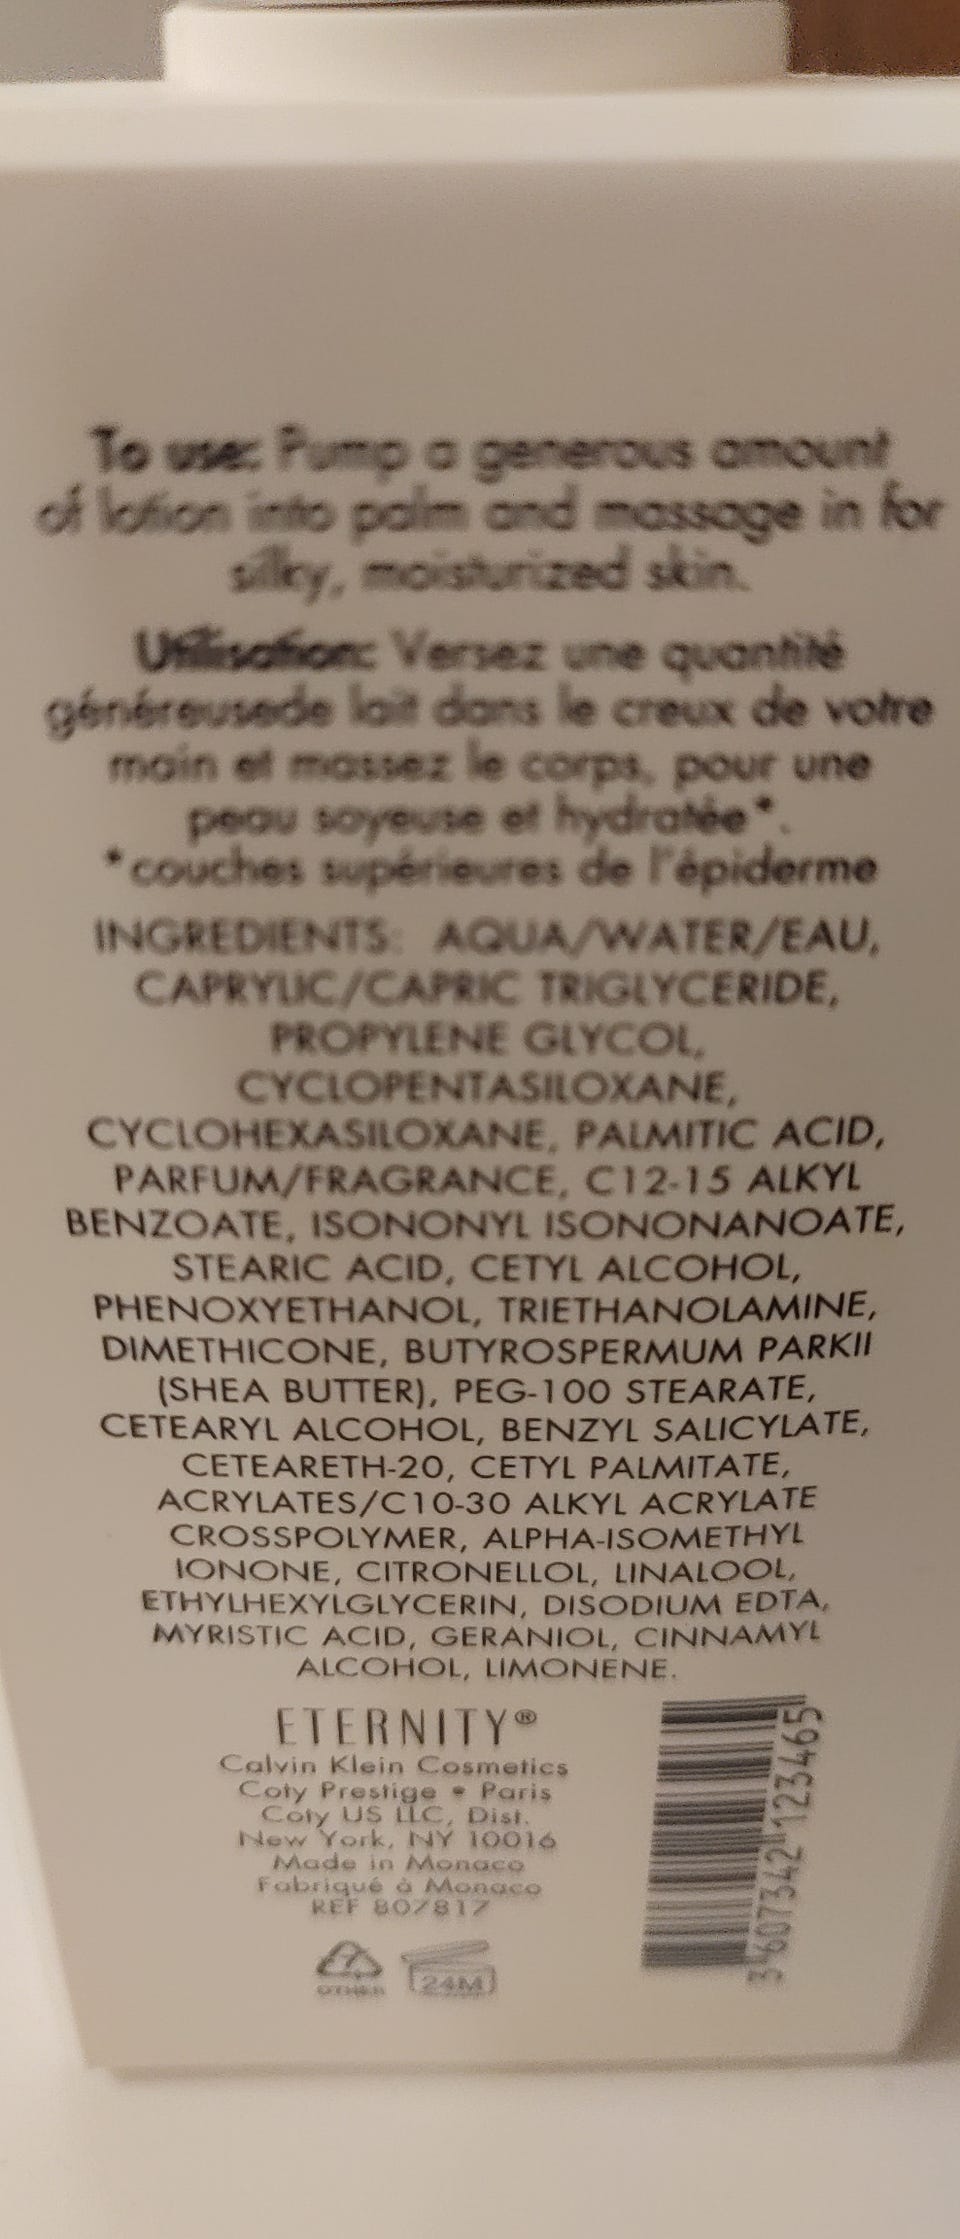 To use: Pump a generous amount
of lotion into palm and massage in for
silky, moisturized skin.
Utilisation: Versez une quantité
généreusede lait dans le creux de votre
main et massez le corps, pour une
peau soyeuse et hydratée*.
*couches supérieures de l'épiderme
INGREDIENTS: AQUA/WATER/EAU,
CAPRYLIC/CAPRIC TRIGLYCERIDE,
PROPYLENE GLYCOL,
CYCLOPENTASILOXANE,
CYCLOHEXASILOXANE, PALMITIC ACID,
PARFUM/FRAGRANCE, C12-15 ALKYL
BENZOATE, ISONONYL ISONONANOATE,
STEARIC ACID, CETYL ALCOHOL,
PHENOXYETHANOL, TRIETHANOLAMINE,
DIMETHICONE, BUTYROSPERMUM PARKII
(SHEA BUTTER), PEG-100 STEARATE,
CETEARYL ALCOHOL, BENZYL SALICYLATE,
CETEARETH-20, CETYL PALMITATE,
ACRYLATES/C10-30 ALKYL ACRYLATE
CROSSPOLYMER, ALPHA-ISOMETHYL
IONONE, CITRONELLOL, LINALOOL,
ETHYLHEXYLGLYCERIN, DISODIUM EDTA,
MYRISTIC ACID, GERANIOL, CINNAMYL
ALCOHOL, LIMONENE.
ETERNITY®
Calvin Klein Cosmetics
Coty Prestige • Paris
Coty US LLC, Dist.
New York, NY 10016
Made in Monaco
Fabriqué à Monaco
REF 807817
7
OTHER
24M
3 607342 123465